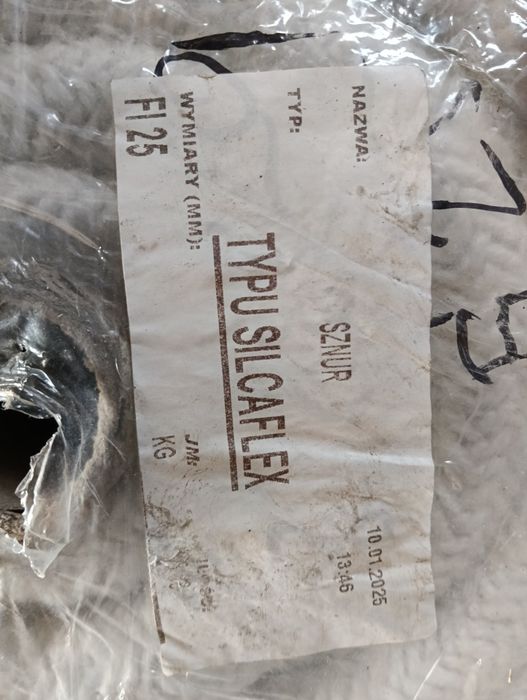 NAZWA:
SZNUR
10.01.2025
13:46
TYP:
TYPU SILCAFLEX
WYMIARY (MM):
JM:
FI 25
KG